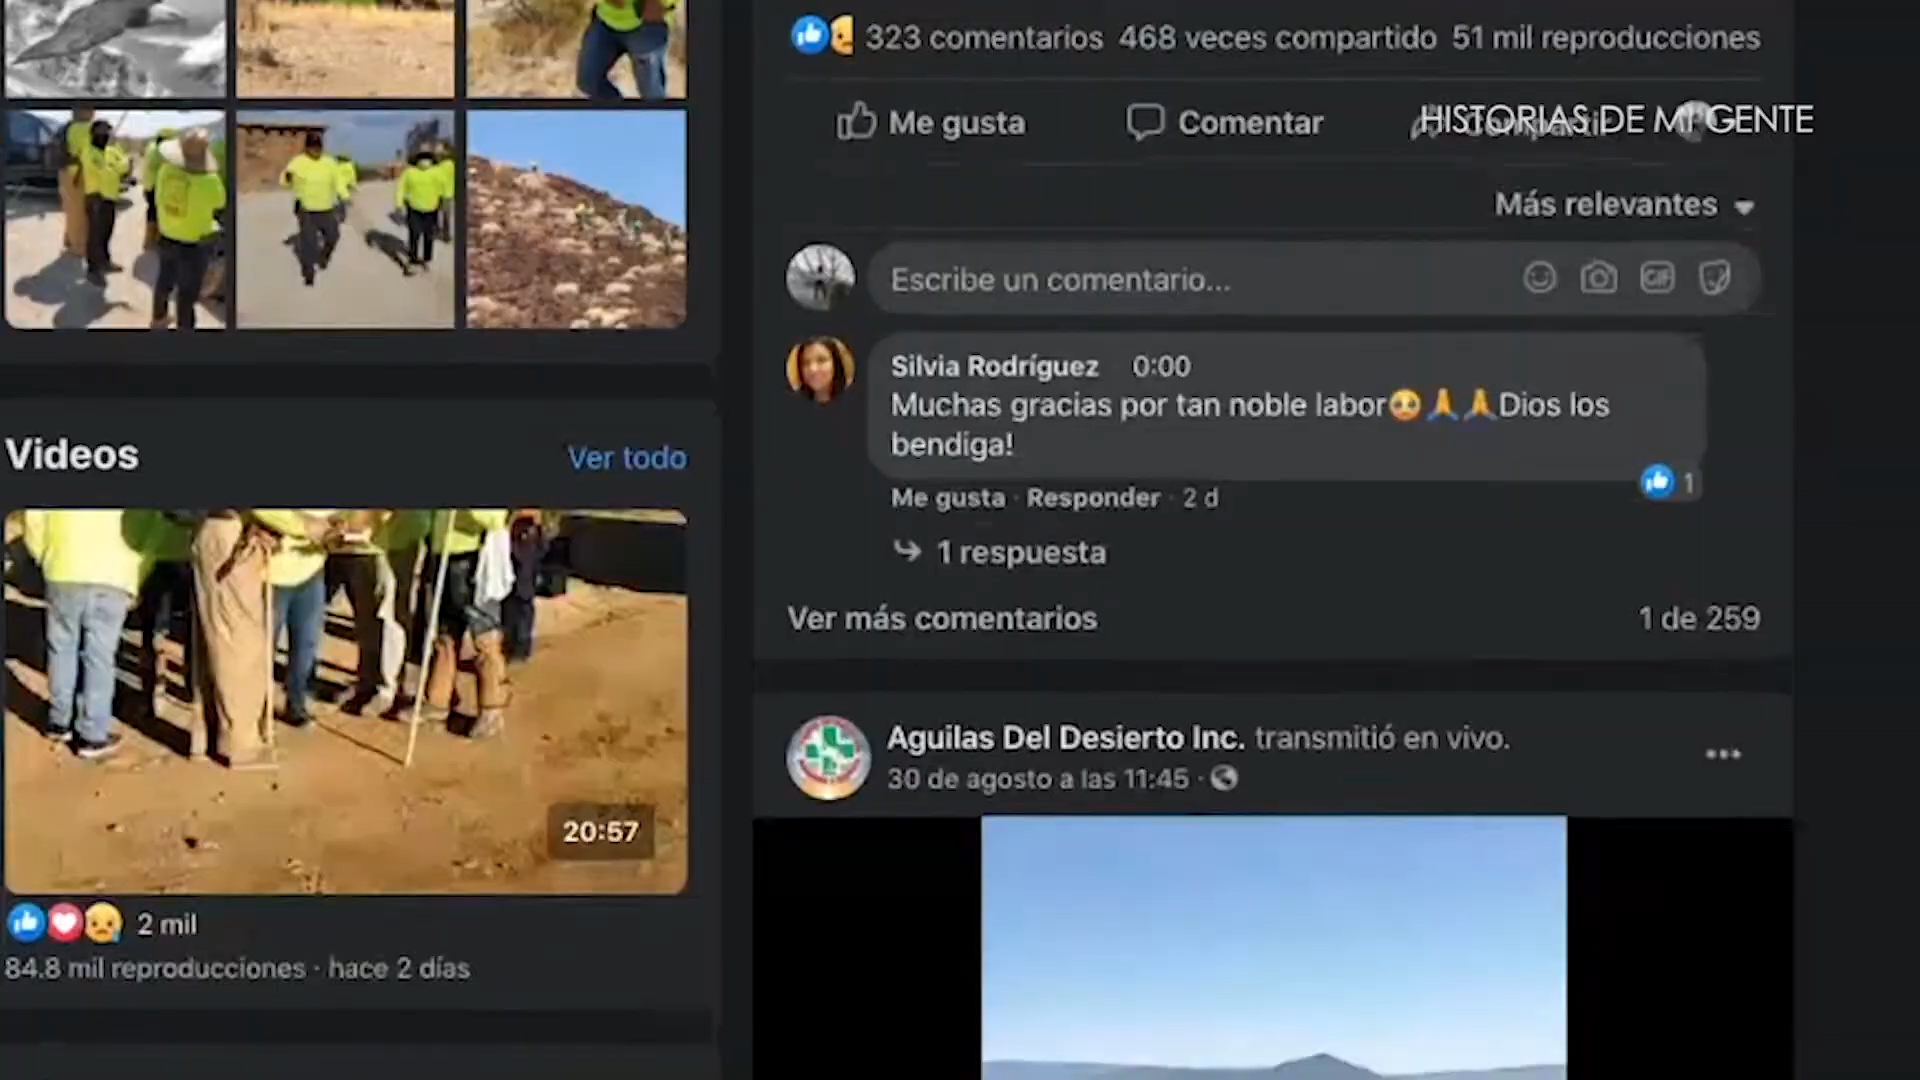 323 comentarios 468 veces compartido 51 mil reproducciones
Me gusta Comentar
HISTORIAS DE MI GENTE
Más relevantes
Escribe un comentario...
GIF
Silvia Rodríguez 0:00
Muchas gracias por tan noble labor🥺🙏🙏Dios los
bendiga!
1
Me gusta · Responder · 2 d
1 respuesta
Ver más comentarios 1 de 259
Aguilas Del Desierto Inc. transmitió en vivo.
30 de agosto a las 11:45 ·
Videos Ver todo
20:57
2 mil
84.8 mil reproducciones · hace 2 días